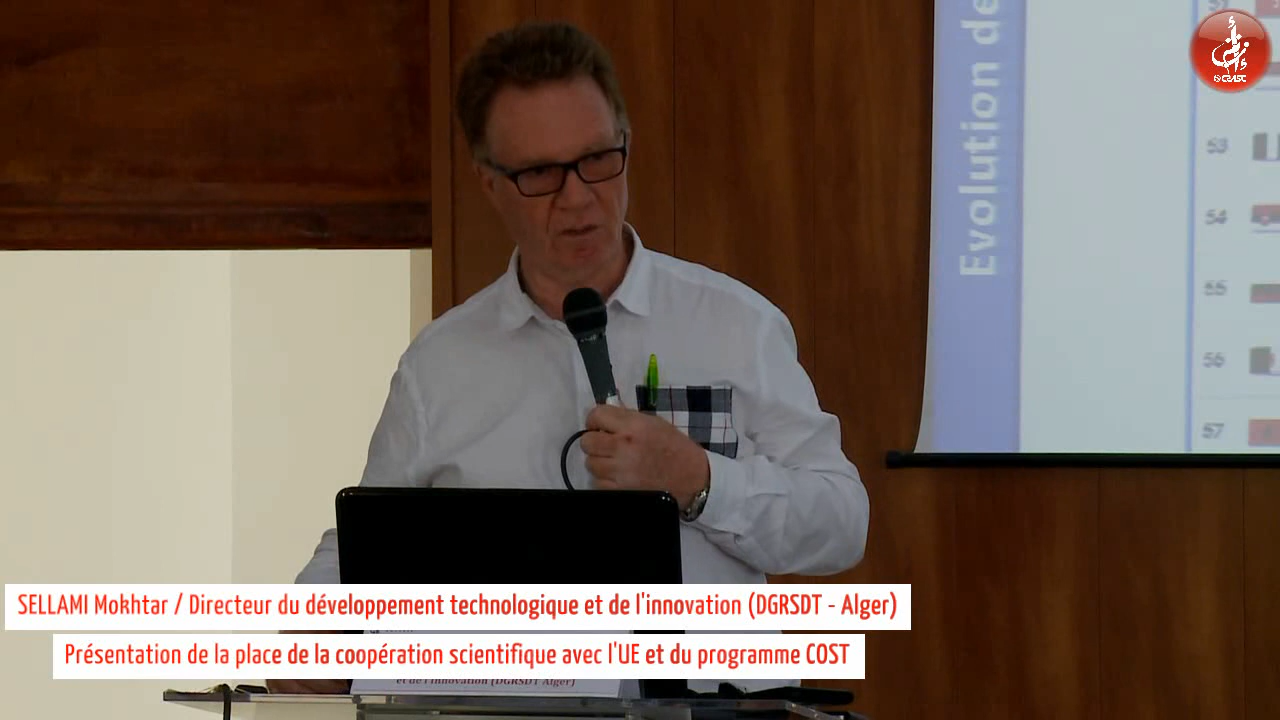 Evolution de
©CRASC
53
54
55
56
57
SELLAMI Mokhtar / Directeur du développement technologique et de l'innovation (DGRSDT - Alger)
Présentation de la place de la coopération scientifique avec l'UE et du programme COST
et de l'innovation (DGRSDT Alger)